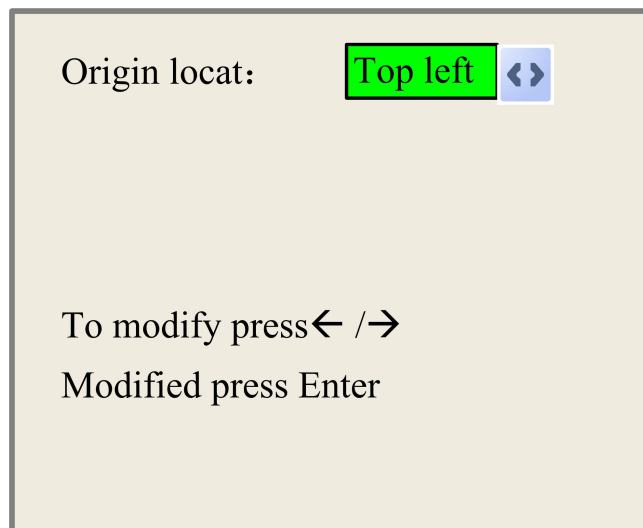 Origin locat： Top left
To modify press← /→
Modified press Enter